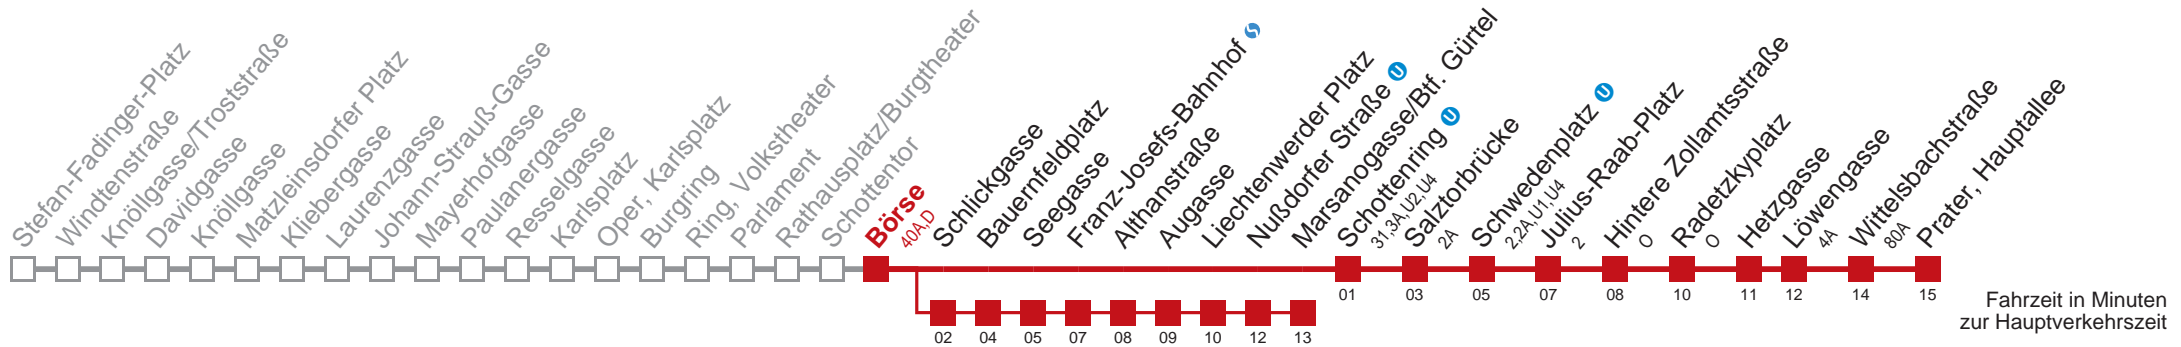 Stefan-Fadinger-Platz
Windtenstraße
Knöllgasse/Troststraße
Davidgasse
Knöllgasse
Matzleinsdorfer Platz
Kliebergasse
Laurenzgasse
Johann-Strauß-Gasse
Mayerhofgasse
Paulanergasse
Resselgasse
Karlsplatz
Oper, Karlsplatz
Burgring
Ring, Volkstheater
Parlament
Rathausplatz/Burgtheater
Schottentor
Börse
40A,D
Schlickgasse
Bauernfeldplatz
Seegasse
Franz-Josefs-Bahnhof S
Althanstraße
Augasse
Liechtenwerder Platz
Nußdorfer Straße U
Marsanogasse/Btf. Gürtel
Schottenring U
31,3A,U2,U4
Salztorbrücke
2A
Schwedenplatz U
2,2A,U1,U4
Julius-Raab-Platz
2
Hintere Zollamtsstraße
O
Radetzkyplatz
O
Hetzgasse
Löwengasse
4A
Wittelsbachstraße
80A
Prater, Hauptallee
01 03 05 07 08 10 11 12 14 15
02 04 05 07 08 09 10 12 13
Fahrzeit in Minuten
zur Hauptverkehrszeit